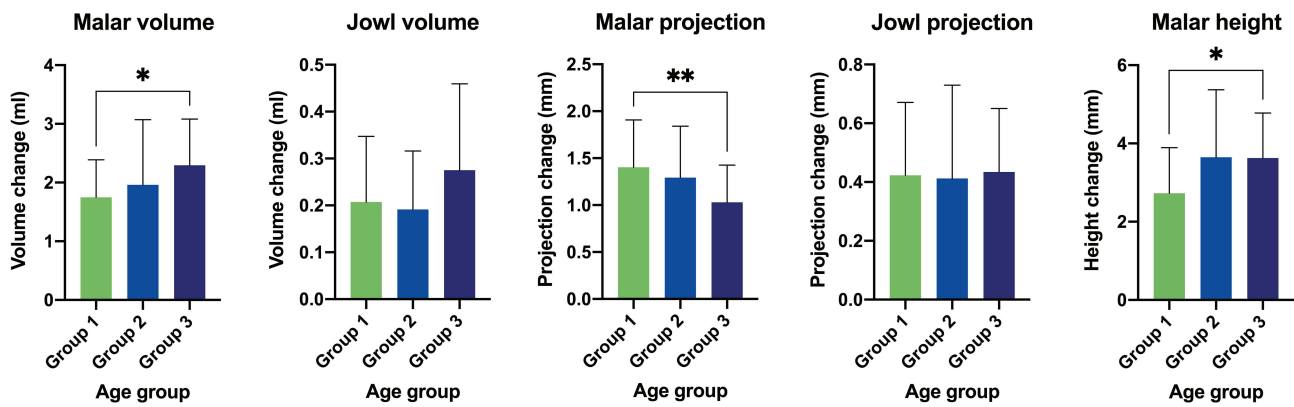 Malar volume
Volume change (ml)
4
3
2
1
0
*
Group 1
Group 2
Group 3
Age group
Jowl volume
Volume change (ml)
0.5
0.4
0.3
0.2
0.1
0.0
Group 1
Group 2
Group 3
Age group
Malar projection
Projection change (mm)
2.5
2.0
1.5
1.0
0.5
0.0
**
Group 1
Group 2
Group 3
Age group
Jowl projection
Projection change (mm)
0.8
0.6
0.4
0.2
0.0
Group 1
Group 2
Group 3
Age group
Malar height
Height change (mm)
6
4
2
0
*
Group 1
Group 2
Group 3
Age group